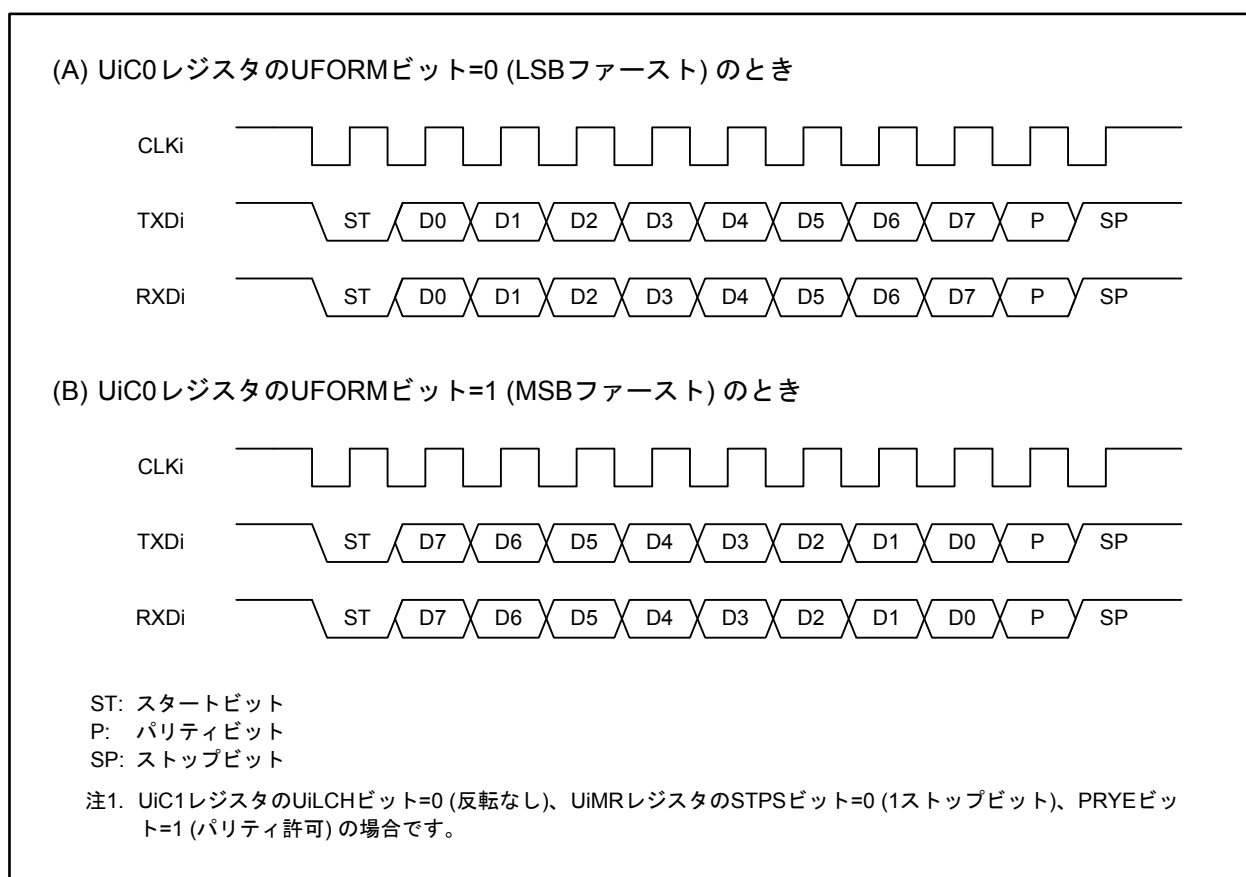 (A) UiC0レジスタのUFORMビット=0 (LSBファースト) のとき
CLKi
TXDi ST D0 D1 D2 D3 D4 D5 D6 D7 P SP
RXDi ST D0 D1 D2 D3 D4 D5 D6 D7 P SP
(B) UiC0レジスタのUFORMビット=1 (MSBファースト) のとき
CLKi
TXDi ST D7 D6 D5 D4 D3 D2 D1 D0 P SP
RXDi ST D7 D6 D5 D4 D3 D2 D1 D0 P SP
ST: スタートビット
P: パリティビット
SP: ストップビット
注1. UiC1レジスタのUiLCHビット=0 (反転なし)、UiMRレジスタのSTPSビット=0 (1ストップビット)、PRYEビッ
ト=1 (パリティ許可) の場合です。